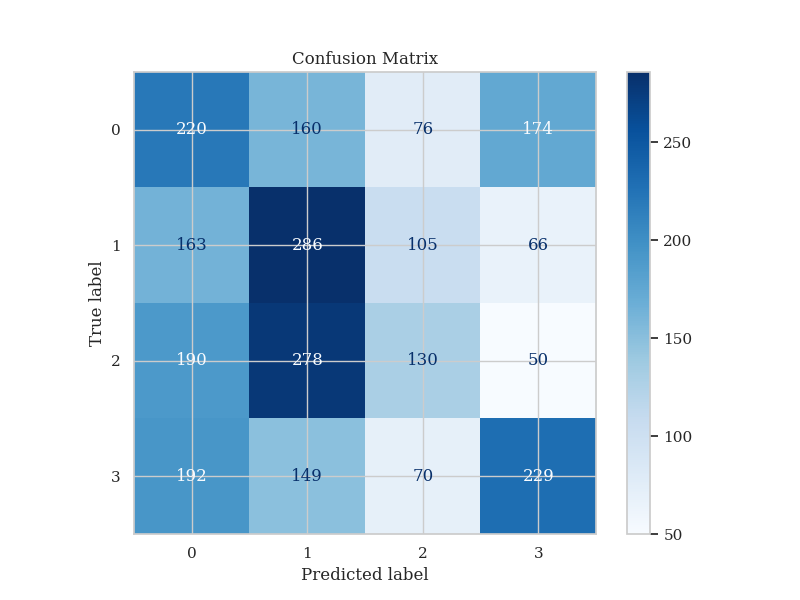 Confusion Matrix
True label
0
220 160 76 174
1
163 286 105 66
2
190 278 130 50
3
192 149 70 229
0 1 2 3
Predicted label
250
200
150
100
50